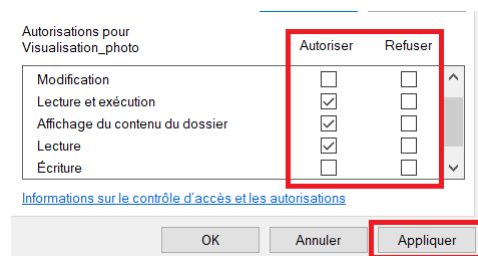 Autorisations pour
Visualisation_photo Autoriser Refuser
Modification
Lecture et exécution
Affichage du contenu du dossier
Lecture
Écriture
Informations sur le contrôle d'accès et les autorisations
OK Annuler Appliquer